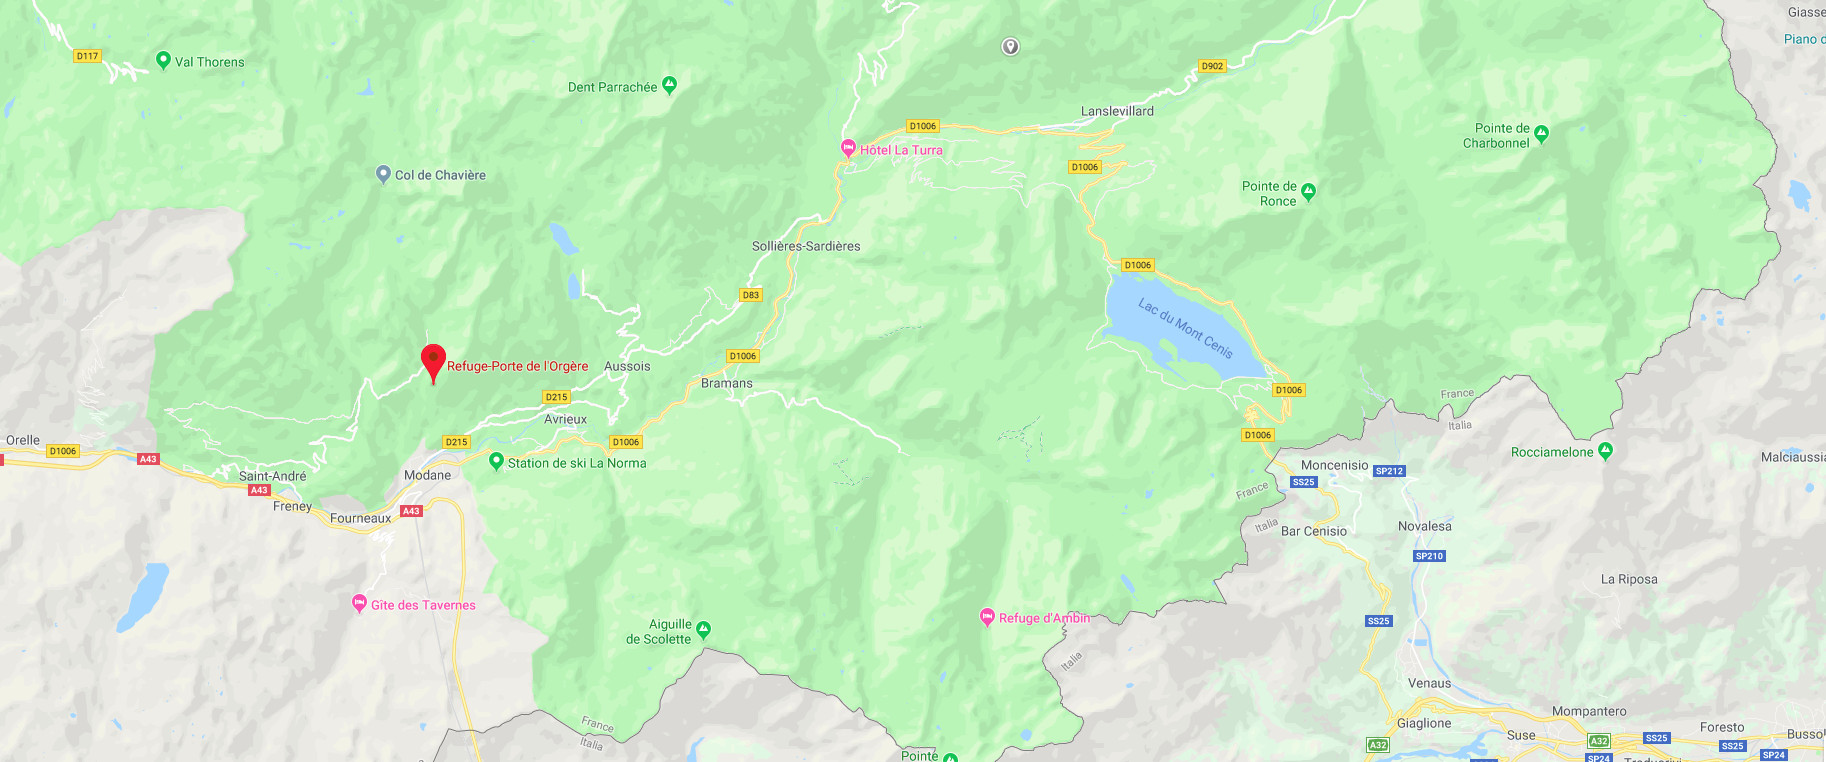 Giasse
Piano d
D117
Val Thorens
D902
Dent Parrachée
Lanslevillard
D1006
Pointe de
Charbonnel
Hôtel La Turra
D1006
Col de Chavière
Pointe de
Ronce
Sollières-Sardières
D1006
D83
Lac du Mont Cenis
D1006
Refuge-Porte de l'Orgère
Aussois
Bramans
D1006
France
D215
Avrieux
Italia
Orelle
D1006
D215
D1006
D1006
A43
Station de ski La Norma
Rocciamelone
Malciaussia
Saint-André
Modane
Moncenisio
SP212
SS25
A43
France
Freney
A43
Fourneaux
Italia
Bar Cenisio
Novalesa
SP210
La Riposa
Gîte des Tavernes
Refuge d'Ambin
SS25
Aiguille
de Scolette
Italia
Venaus
Mompantero
France
Giaglione
Foresto
Italia
Susе
A32
A32
SS25
SS25
Bussol
Pointe
SP24
SP24